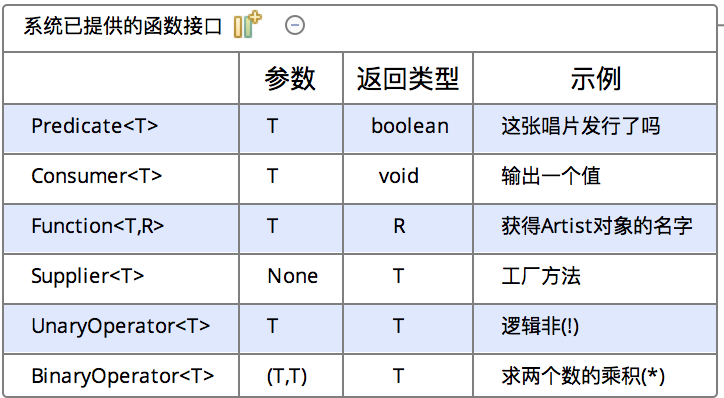 系统已提供的函数接口
参数 返回类型 示例
Predicate<T> T boolean 这张唱片发行了吗
Consumer<T> T void 输出一个值
Function<T,R> T R 获得Artist对象的名字
Supplier<T> None T 工厂方法
UnaryOperator<T> T T 逻辑非(!)
BinaryOperator<T> (T,T) T 求两个数的乘积(*)